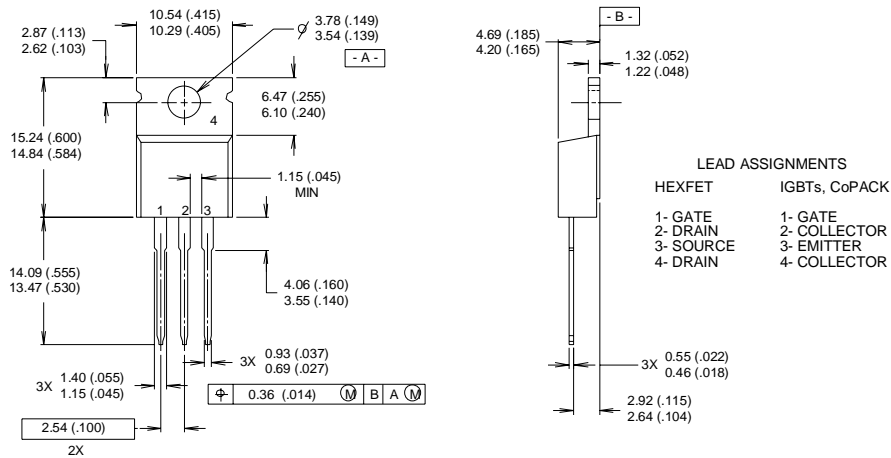 10.54 (.415)
10.29 (.405)
2.87 (.113)
2.62 (.103)
3.78 (.149)
3.54 (.139)
- A -
6.47 (.255)
6.10 (.240)
4
15.24 (.600)
14.84 (.584)
1.15 (.045)
MIN
1 2 3
14.09 (.555)
13.47 (.530)
4.06 (.160)
3.55 (.140)
3X 0.93 (.037)
0.69 (.027)
3X 1.40 (.055)
1.15 (.045)
0.36 (.014) Ⓜ B A Ⓜ
2.54 (.100)
2X
- B -
4.69 (.185)
4.20 (.165)
1.32 (.052)
1.22 (.048)
3X 0.55 (.022)
0.46 (.018)
2.92 (.115)
2.64 (.104)
LEAD ASSIGNMENTS
HEXFET
1- GATE
2- DRAIN
3- SOURCE
4- DRAIN
IGBTs, CoPACK
1- GATE
2- COLLECTOR
3- EMITTER
4- COLLECTOR